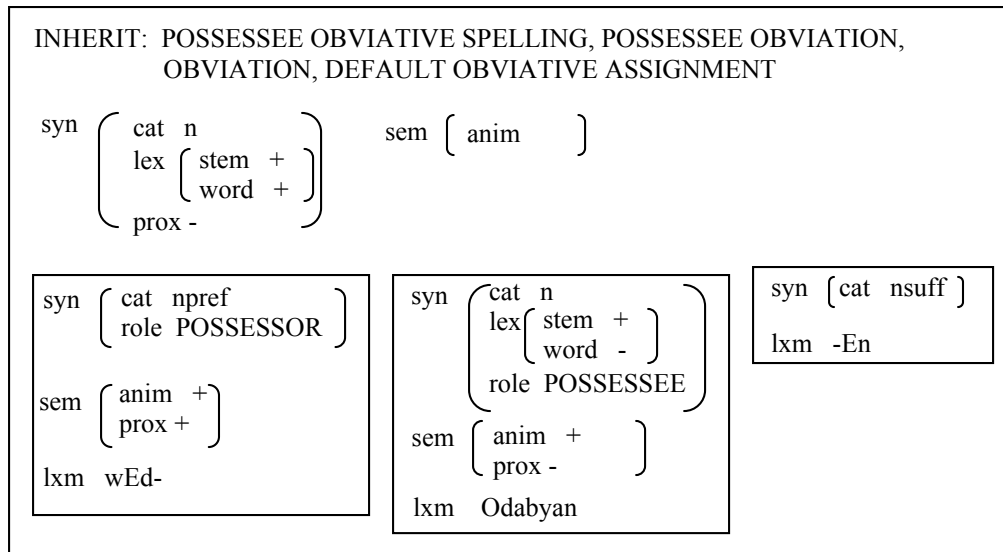 INHERIT: POSSESSEE OBVIATIVE SPELLING, POSSESSEE OBVIATION,
OBVIATION, DEFAULT OBVIATIVE ASSIGNMENT
syn cat n
lex stem +
word +
prox -
sem anim
syn cat npref
role POSSESSOR
sem anim +
prox +
lxm wEd-
syn cat n
lex stem +
word -
role POSSESSEE
sem anim +
prox -
lxm Odabyan
syn cat nsuff
lxm -En